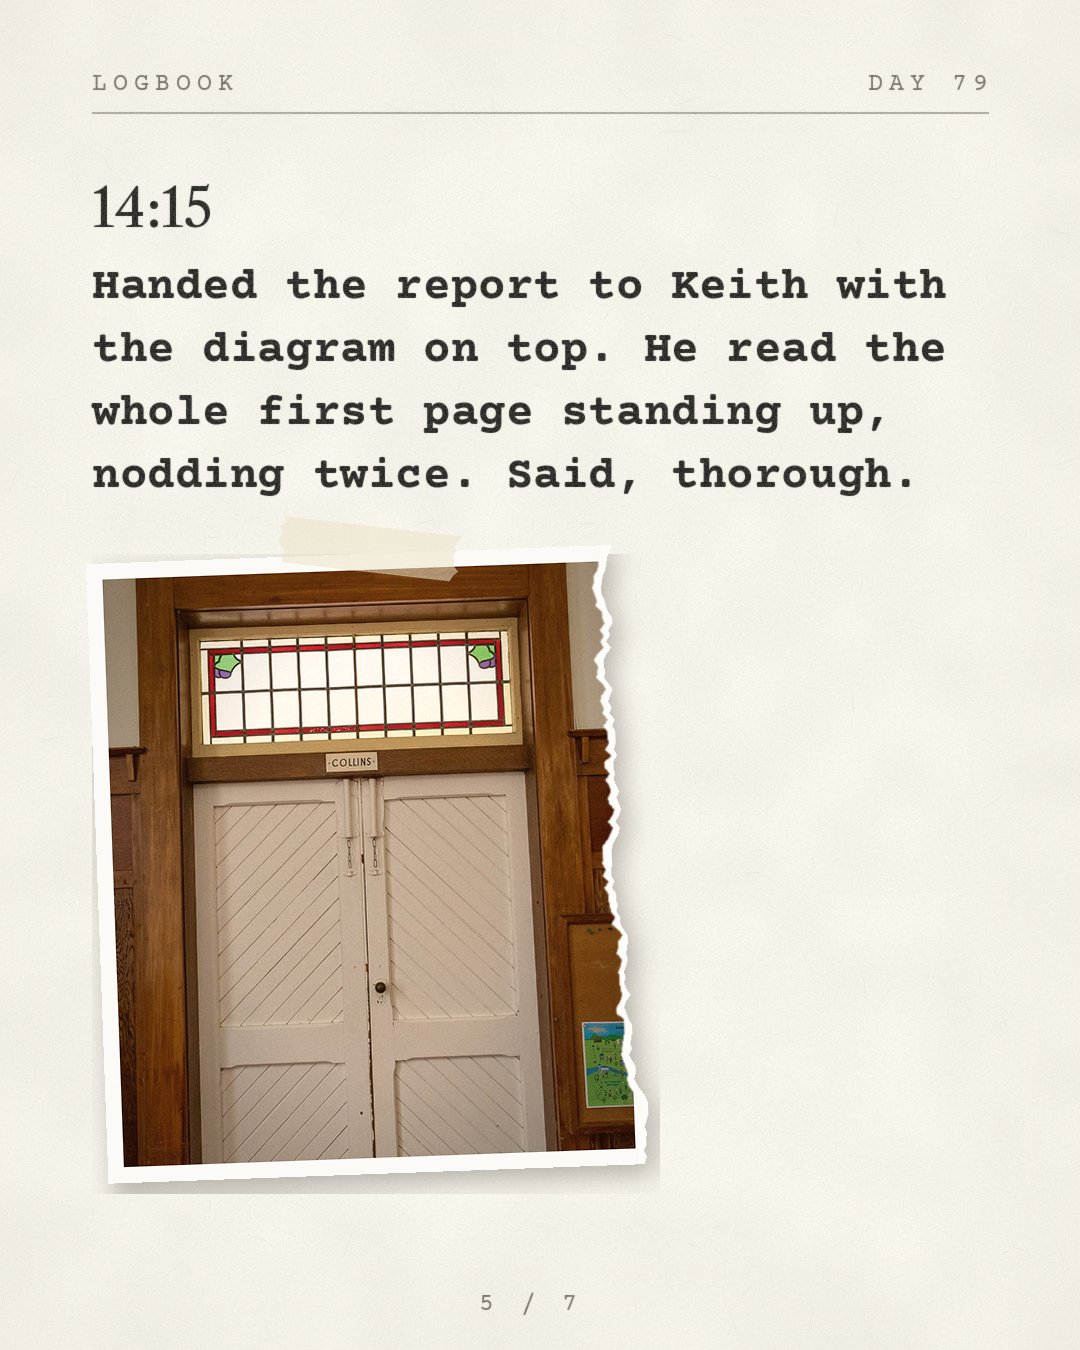 LOGBOOK DAY 79
14:15
Handed the report to Keith with
the diagram on top. He read the
whole first page standing up,
nodding twice. Said, thorough.
·COLLINS·
5 / 7